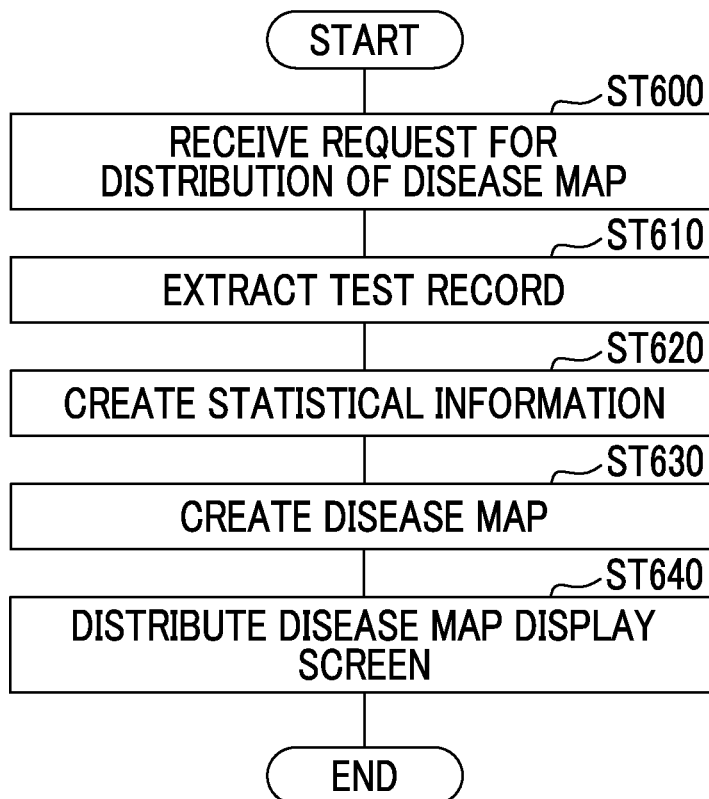 START
ST600
RECEIVE REQUEST FOR
DISTRIBUTION OF DISEASE MAP
ST610
EXTRACT TEST RECORD
ST620
CREATE STATISTICAL INFORMATION
ST630
CREATE DISEASE MAP
ST640
DISTRIBUTE DISEASE MAP DISPLAY
SCREEN
END